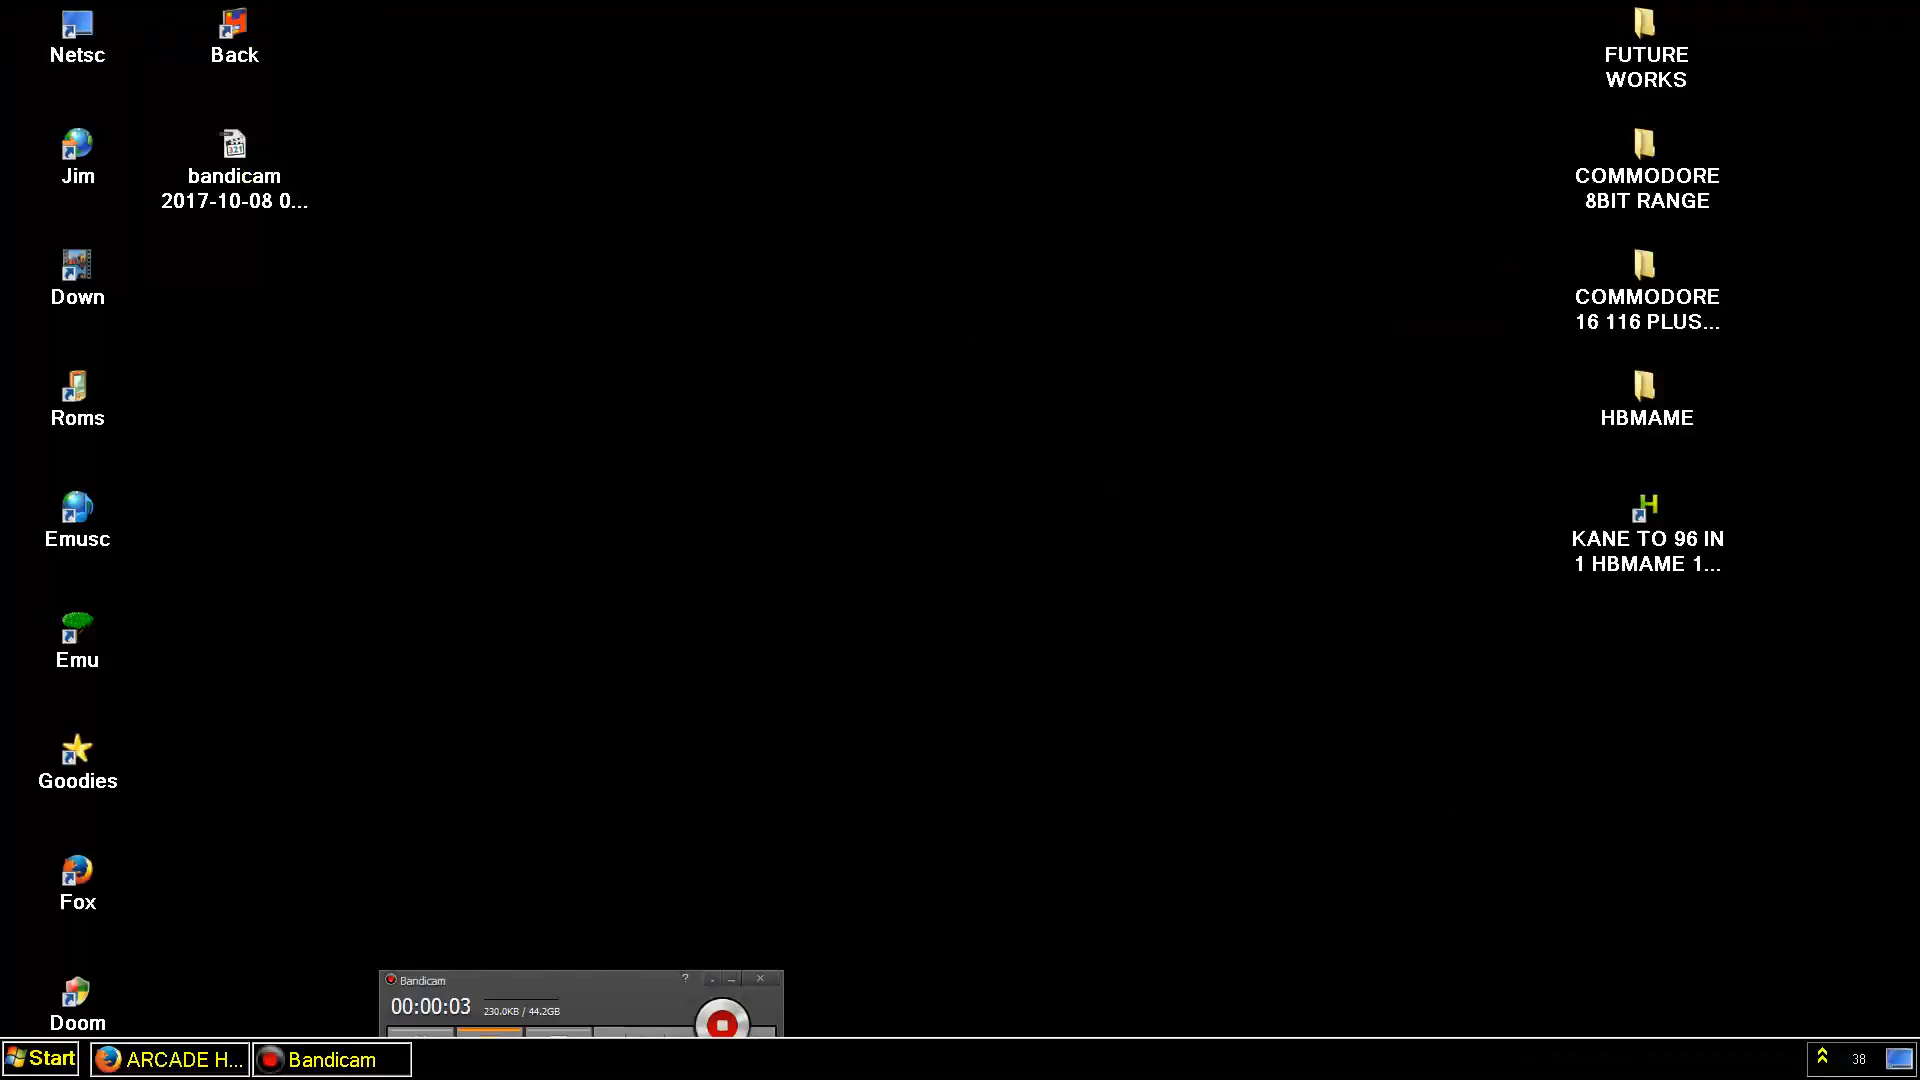 Netsc
Back
Jim
bandicam
2017-10-08 0...
Down
Roms
Emusc
Emu
Goodies
Fox
Doom
FUTURE
WORKS
COMMODORE
8BIT RANGE
COMMODORE
16 116 PLUS...
HBMAME
KANE TO 96 IN
1 HBMAME 1...
Bandicam
?
00:00:03
230.0KB / 44.2GB
Start
ARCADE H...
Bandicam
38